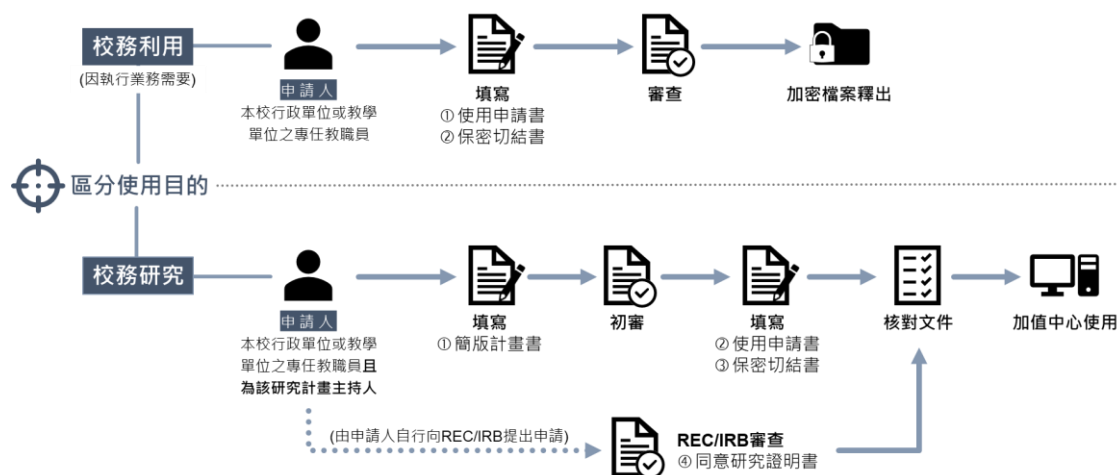 校務利用
(因執行業務需要)
申請人
本校行政單位或教學
單位之專任教職員
填寫
① 使用申請書
② 保密切結書
審查
加密檔案釋出
區分使用目的
校務研究
申請人
本校行政單位或教學
單位之專任教職員且
為該研究計畫主持人
填寫
① 簡版計畫書
初審
填寫
② 使用申請書
③ 保密切結書
核對文件
加值中心使用
(由申請人自行向REC/IRB提出申請)
REC/IRB審查
④ 同意研究證明書